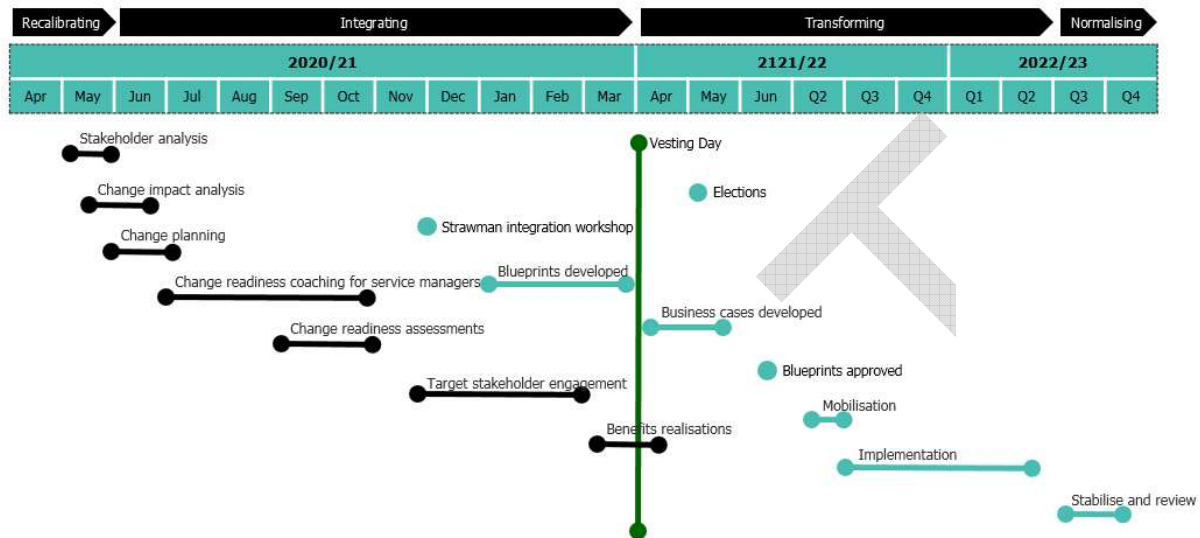 Recalibrating Integrating Transforming Normalising
2020/21 2121/22 2022/23
Apr May Jun Jul Aug Sep Oct Nov Dec Jan Feb Mar Apr May Jun Q2 Q3 Q4 Q1 Q2 Q3 Q4
Stakeholder analysis
Vesting Day
Change impact analysis
Elections
Strawman integration workshop
Change planning
Blueprints developed
Change readiness coaching for service managers
Business cases developed
Change readiness assessments
Blueprints approved
Target stakeholder engagement
Mobilisation
Benefits realisations
Implementation
Stabilise and review